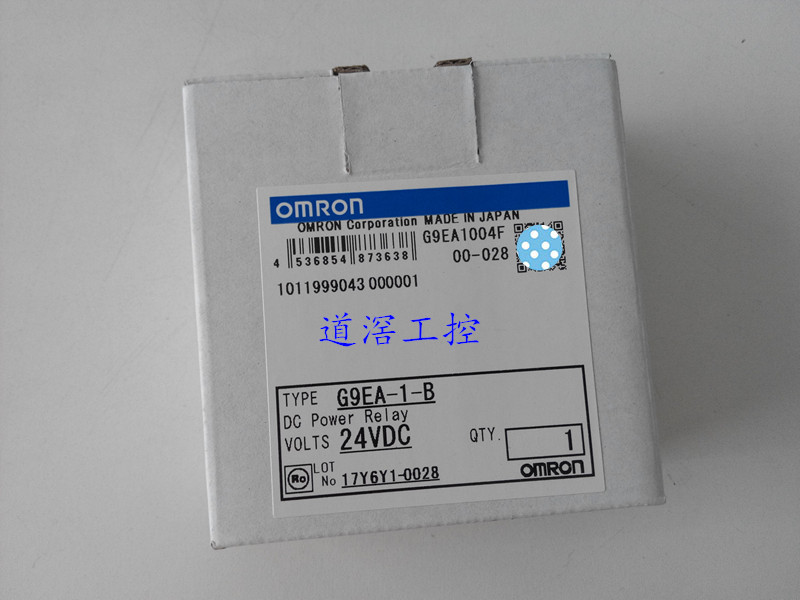 OMRON
OMRON Corporation MADE IN JAPAN
G9EA1004F
4 536854 873638
00-028
1011999043 000001
道滘工控
TYPE G9EA-1-B
DC Power Relay
VOLTS 24VDC
QTY. 1
Ro LOT No 17Y6Y1-0028
OMRON